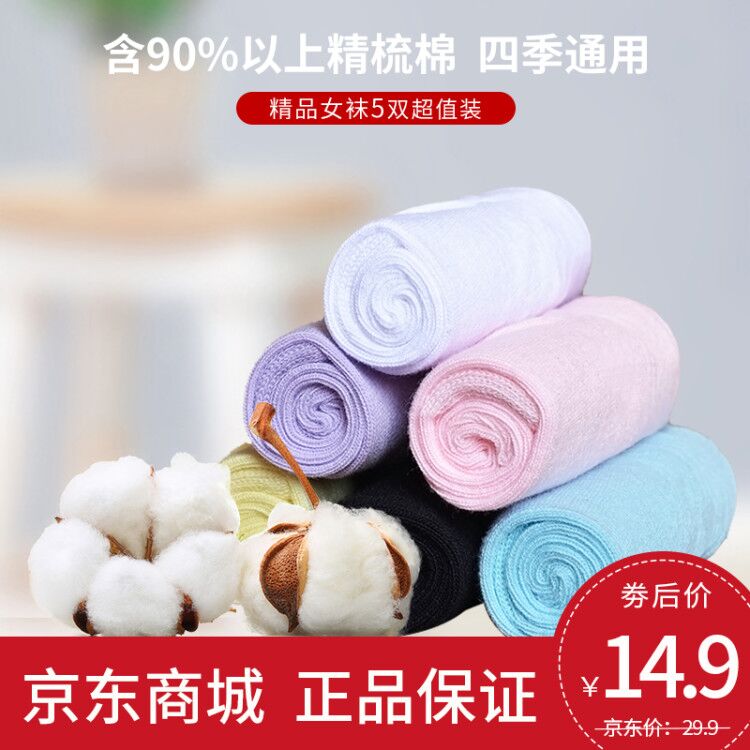 含90%以上精梳棉 四季通用
精品女袜5双超值装
劵后价
¥14.9
京东价：29.9
京东商城 正品保证